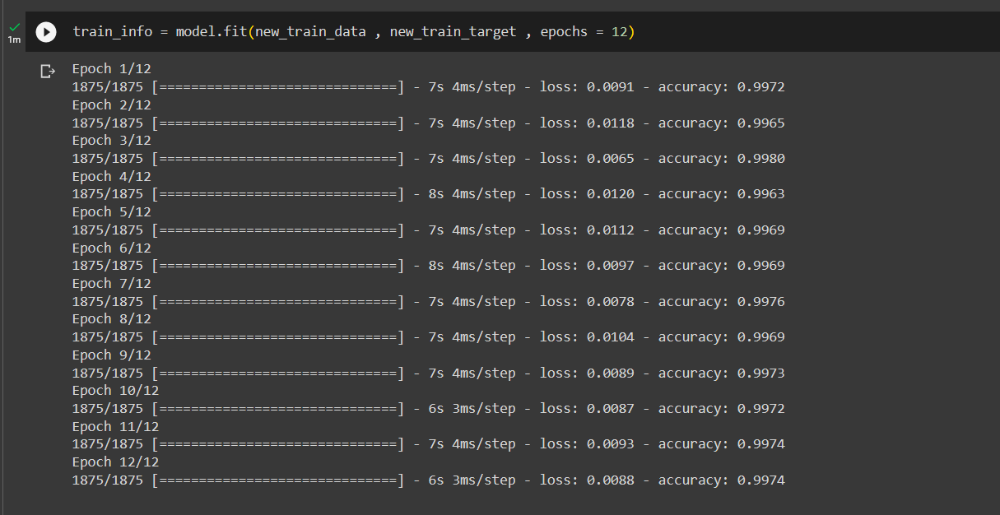 train_info = model.fit(new_train_data , new_train_target , epochs = 12)
1m
Epoch 1/12
1875/1875 [==============================] - 7s 4ms/step - loss: 0.0091 - accuracy: 0.9972
Epoch 2/12
1875/1875 [==============================] - 7s 4ms/step - loss: 0.0118 - accuracy: 0.9965
Epoch 3/12
1875/1875 [==============================] - 7s 4ms/step - loss: 0.0065 - accuracy: 0.9980
Epoch 4/12
1875/1875 [==============================] - 8s 4ms/step - loss: 0.0120 - accuracy: 0.9963
Epoch 5/12
1875/1875 [==============================] - 7s 4ms/step - loss: 0.0112 - accuracy: 0.9969
Epoch 6/12
1875/1875 [==============================] - 8s 4ms/step - loss: 0.0097 - accuracy: 0.9969
Epoch 7/12
1875/1875 [==============================] - 7s 4ms/step - loss: 0.0078 - accuracy: 0.9976
Epoch 8/12
1875/1875 [==============================] - 7s 4ms/step - loss: 0.0104 - accuracy: 0.9969
Epoch 9/12
1875/1875 [==============================] - 7s 4ms/step - loss: 0.0089 - accuracy: 0.9973
Epoch 10/12
1875/1875 [==============================] - 6s 3ms/step - loss: 0.0087 - accuracy: 0.9972
Epoch 11/12
1875/1875 [==============================] - 7s 4ms/step - loss: 0.0093 - accuracy: 0.9974
Epoch 12/12
1875/1875 [==============================] - 6s 3ms/step - loss: 0.0088 - accuracy: 0.9974